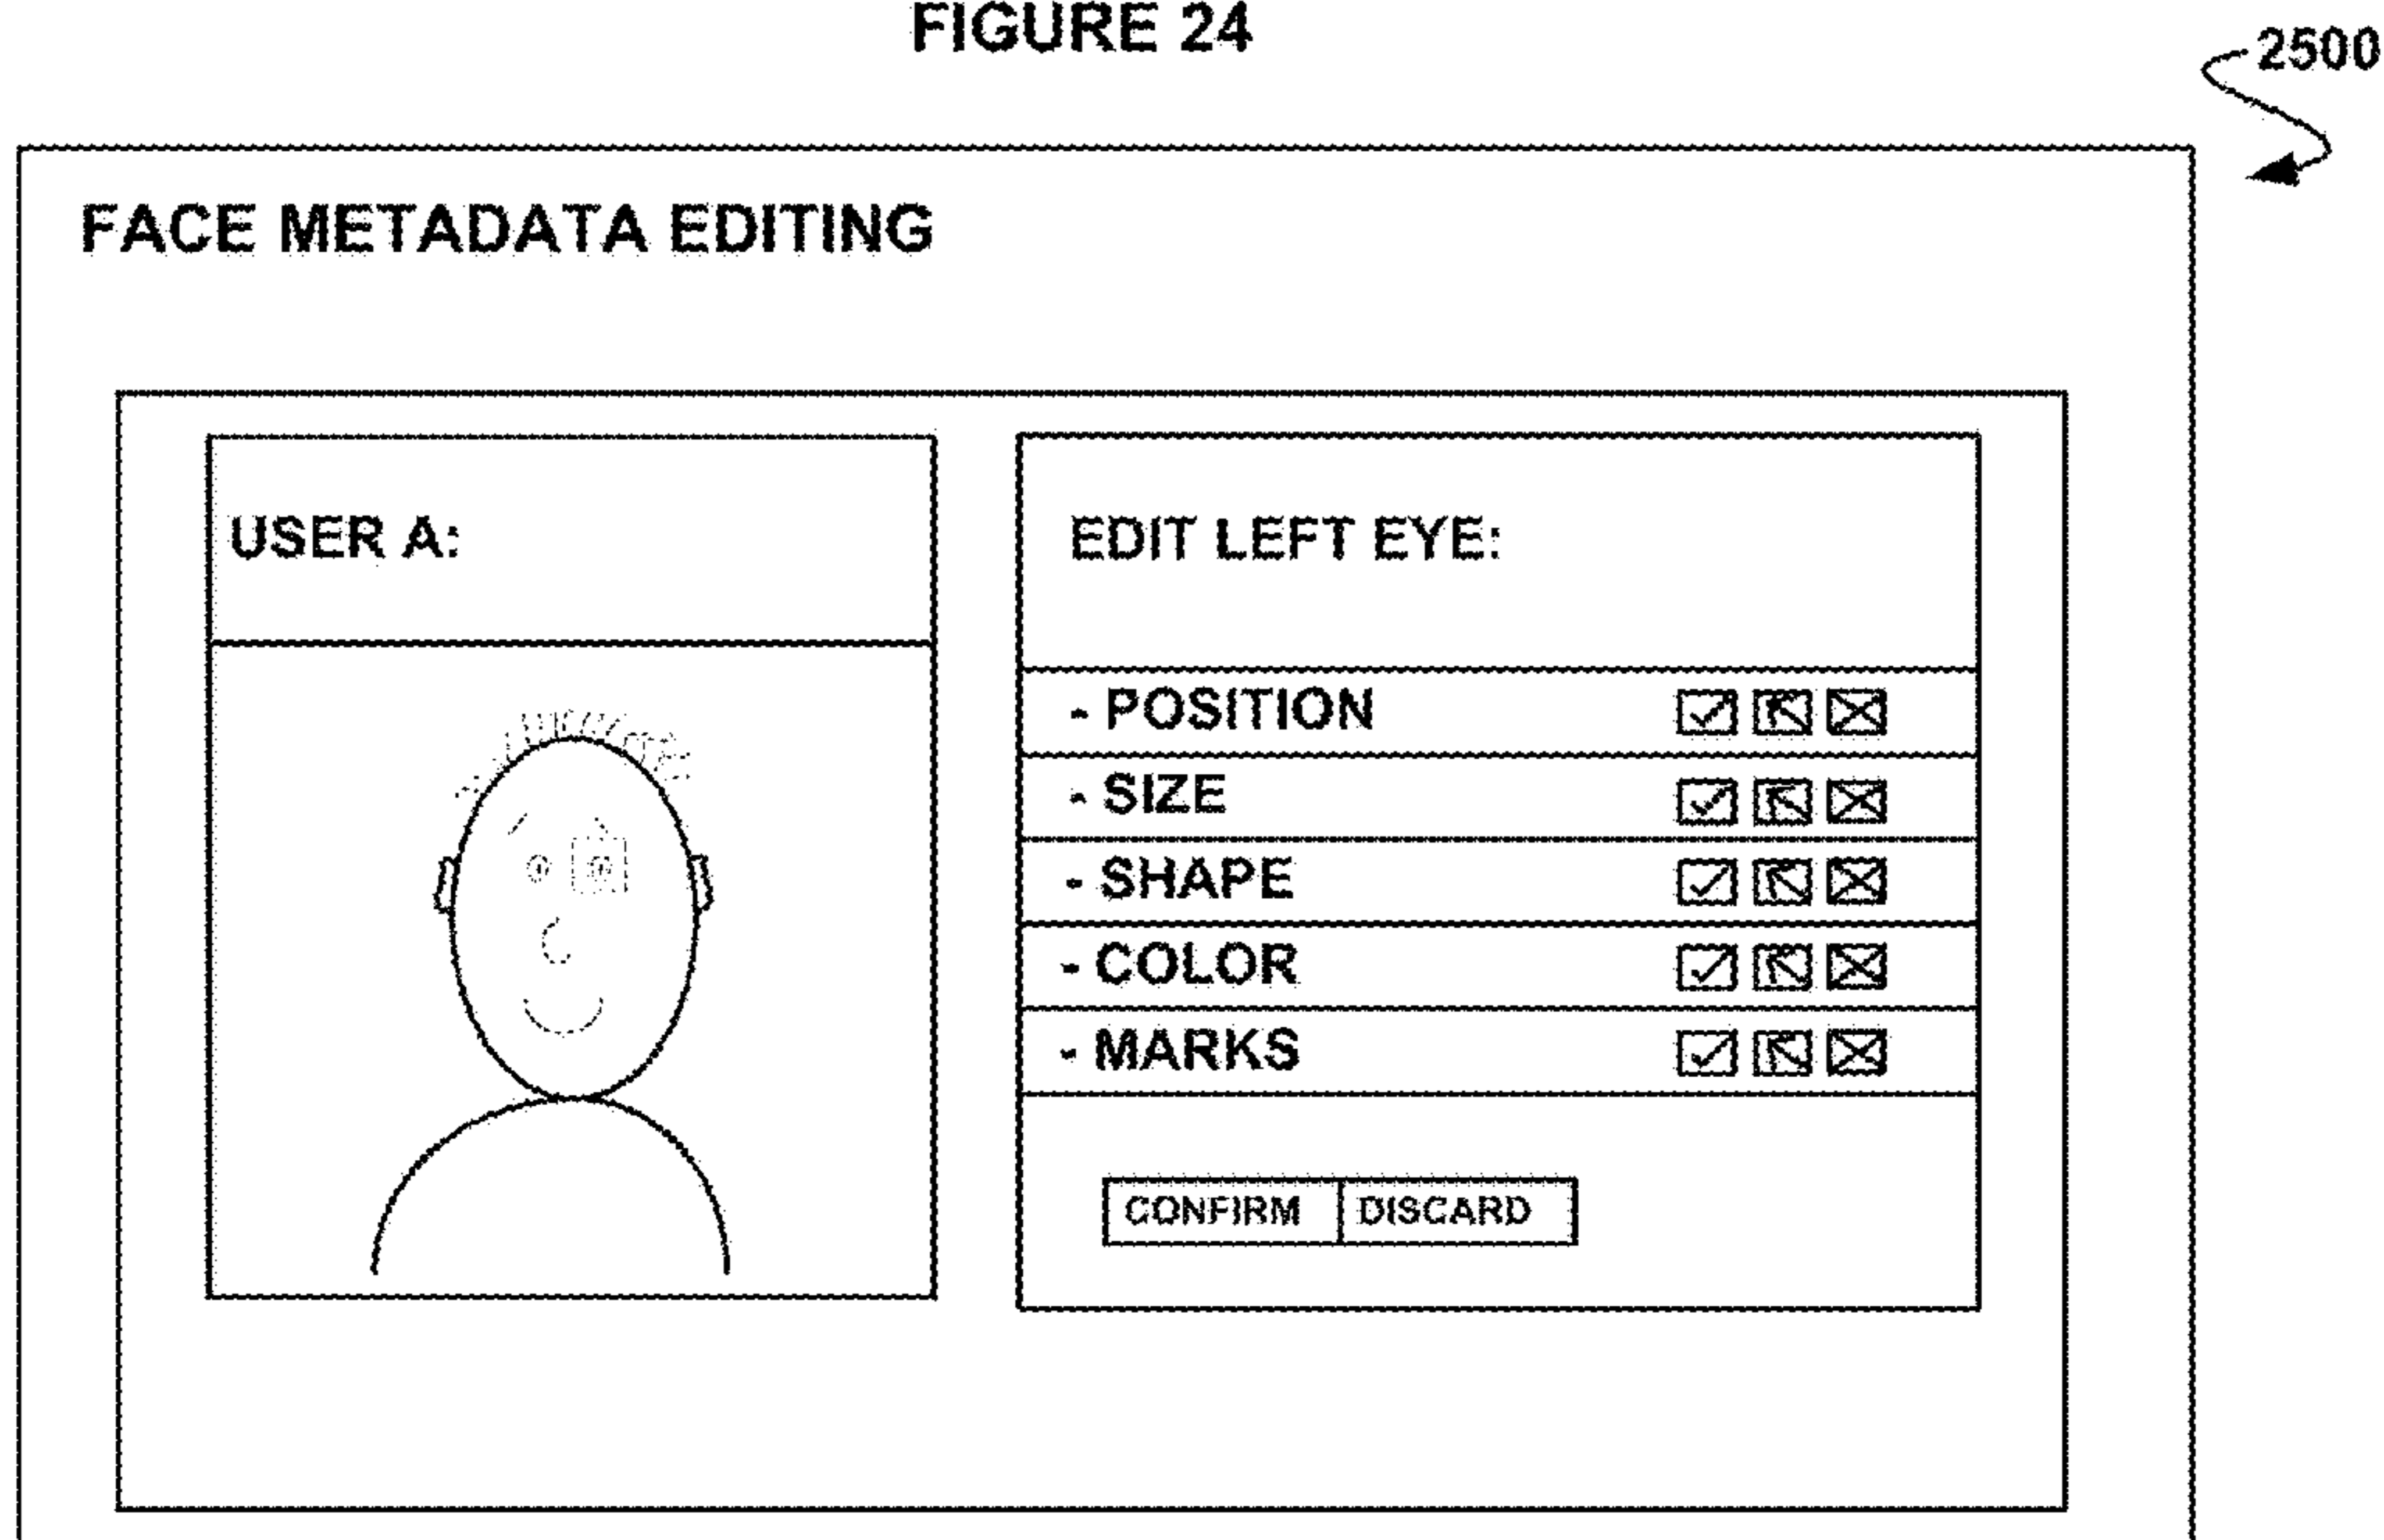 FIGURE 24
2500
FACE METADATA EDITING
USER A:
EDIT LEFT EYE:
- POSITION
- SIZE
- SHAPE
- COLOR
- MARKS
CONFIRM
DISCARD